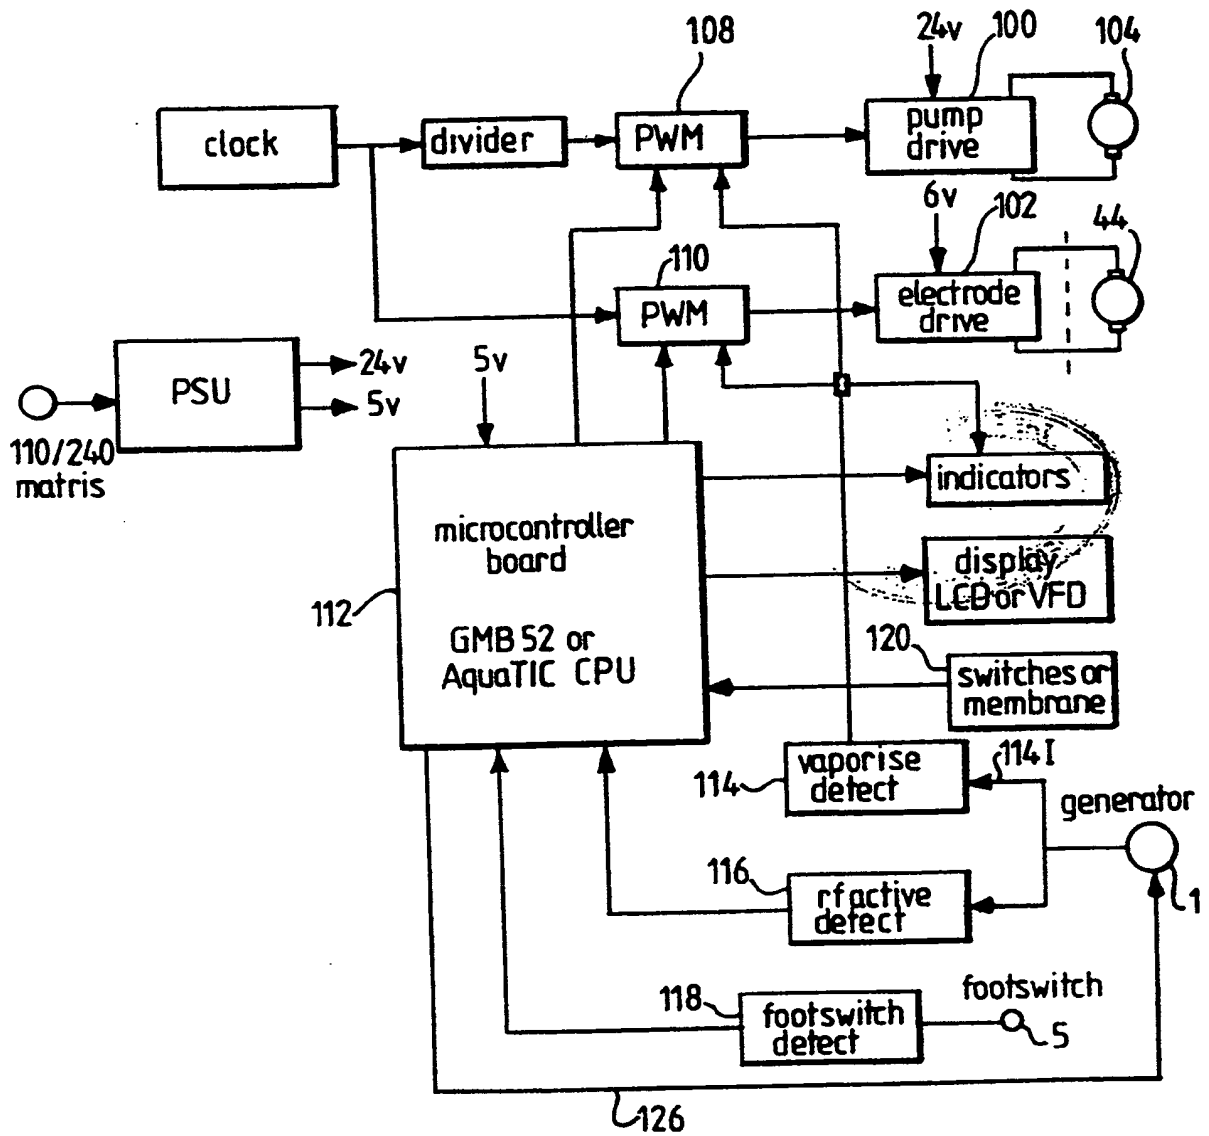 108
24v
100
104
clock
divider
PWM
pump
drive
6v
102
44
110
PWM
electrode
drive
PSU
24v
5v
5v
110/240
matris
indicators
microcontroller
board
display
LCD or VFD
112
GMB 52 or
AquaTIC CPU
120
switches or
membrane
114
vaporise
detect
114 I
generator
116
rf active
detect
1
118
footswitch
detect
footswitch
5
126